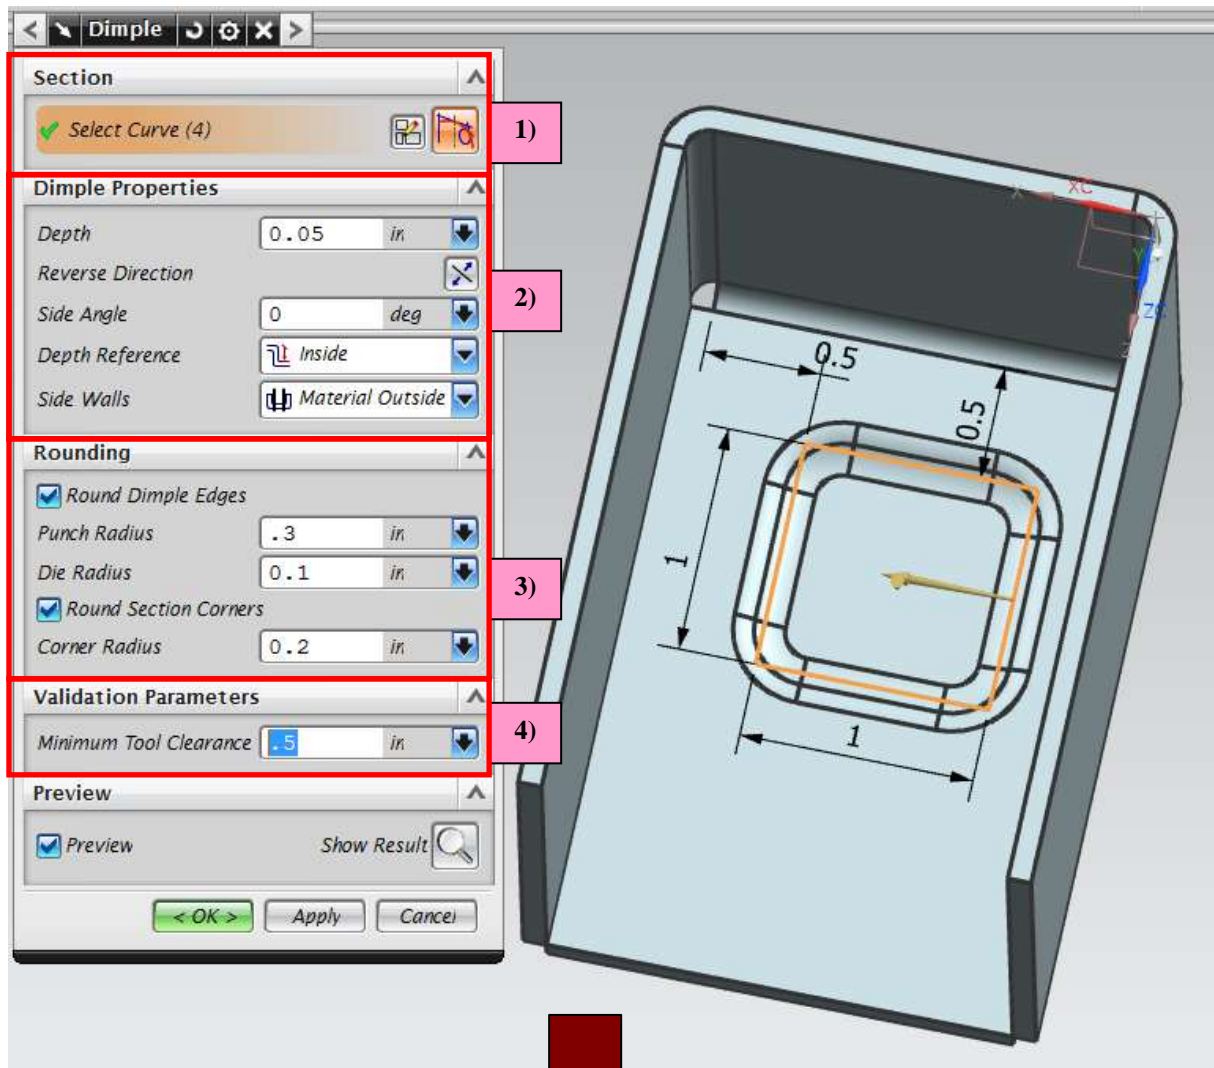 Dimple
Section
Select Curve (4)
1)
Dimple Properties
Depth 0.05 in
Reverse Direction
Side Angle 0 deg
2)
Depth Reference Inside
Side Walls Material Outside
Rounding
Round Dimple Edges
Punch Radius .3 in
Die Radius 0.1 in
3)
Round Section Corners
Corner Radius 0.2 in
Validation Parameters
Minimum Tool Clearance .5 in
4)
Preview
Preview Show Result
< OK > Apply Cancel
X XC
Y
ZC
Z
0.5
0.5
1
1